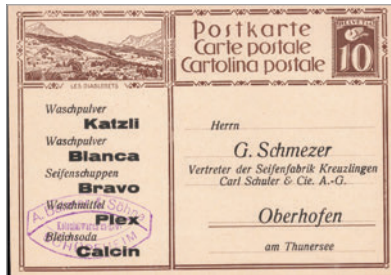 Postkarte
Carte postale
Cartolina postale
HELVETIA
10
LES DIABLERETS
Waschpulver
Katzli
Waschpulver
Blanca
Seifenschuppen
Bravo
Waschmittel
Plex
Bleichsoda
Calcin
Herrn
G. Schmezer
Vertreter der Seifenfabrik Kreuzlingen
Carl Schuler & Cie. A.-G.
Oberhofen
am Thunersee